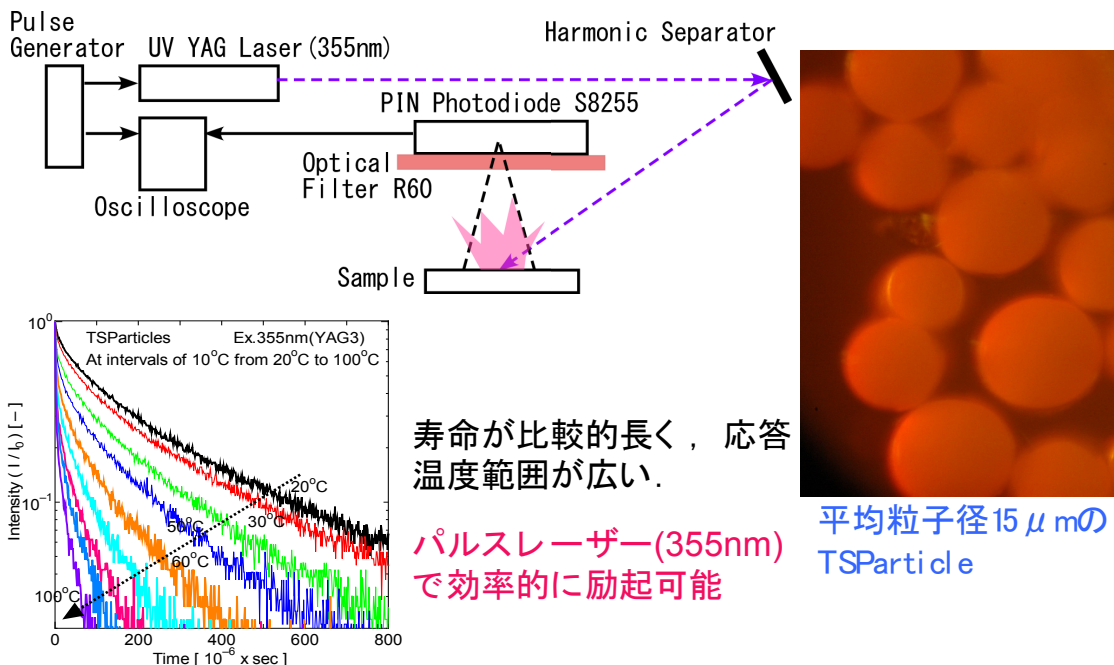 Pulse
Generator
UV YAG Laser(355nm)
Harmonic Separator
PIN Photodiode S8255
Optical
Filter R60
Oscilloscope
Sample
TSParticles Ex.355nm(YAG3)
At intervals of 10°C from 20°C to 100°C
Intensity ( I / I₀ ) [ − ]
10⁰
10⁻¹
20°C
30°C
50°C
60°C
100°C
0 200 400 600 800
Time [ 10⁻⁶ x sec ]
寿命が比較的長く，応答
温度範囲が広い.
パルスレーザー(355nm)
で効率的に励起可能
平均粒子径15μmの
TSParticle